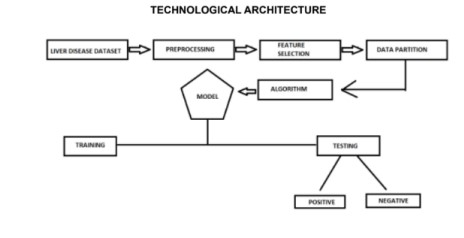 TECHNOLOGICAL ARCHITECTURE
LIVER DISEASE DATASET
PREPROCESSING
FEATURE
SELECTION
DATA PARTITION
MODEL
ALGORITHM
TRAINING
TESTING
POSITIVE
NEGATIVE